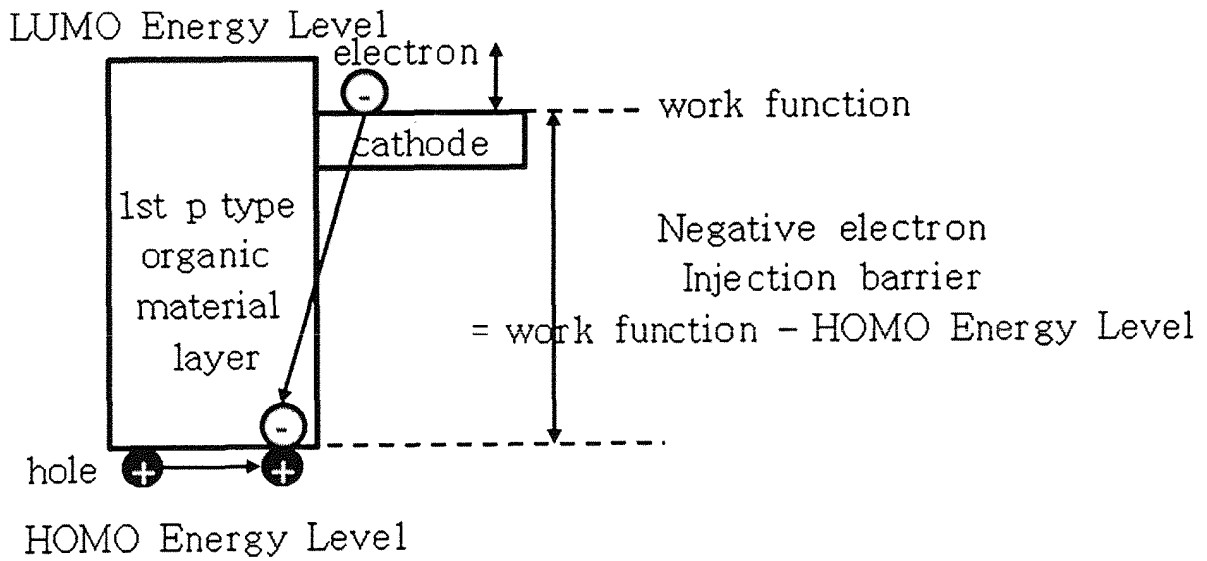 LUMO Energy Level
electron
-
work function
cathode
1st p type
organic
material
layer
Negative electron
Injection barrier
= work function - HOMO Energy Level
-
hole
+
+
HOMO Energy Level